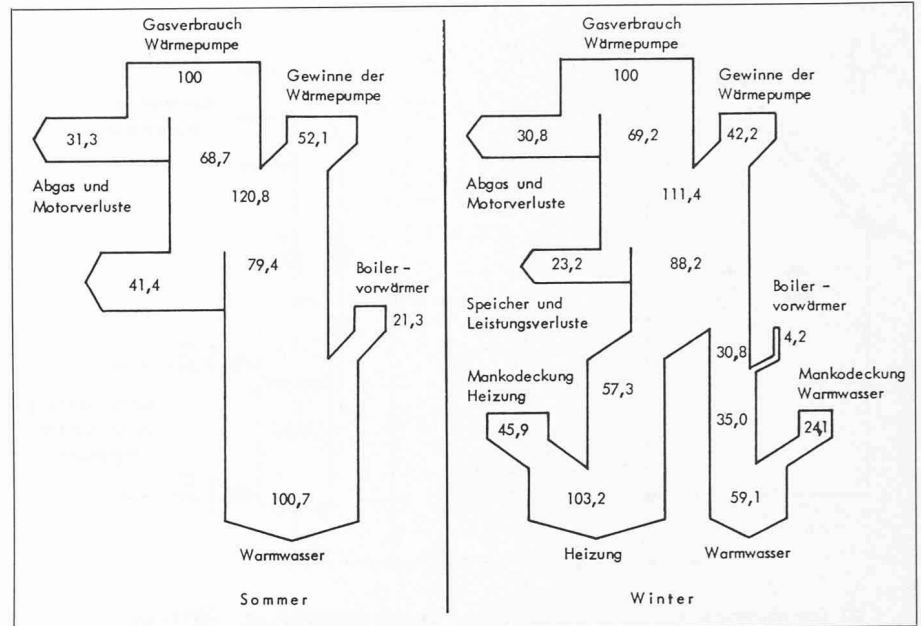 Gasverbrauch
Wärmepumpe
100
Gewinne der
Wärmepumpe
52,1
31,3
68,7
Abgas und
Motorverluste
120,8
79,4
41,4
Boiler-
vorwärmer
21,3
100,7
Warmwasser
Sommer
Gasverbrauch
Wärmepumpe
100
Gewinne der
Wärmepumpe
42,2
30,8
69,2
Abgas und
Motorverluste
111,4
23,2
88,2
Speicher und
Leistungsverluste
Boiler-
vorwärmer
4,2
30,8
Mankodeckung
Heizung
57,3
Mankodeckung
Warmwasser
45,9
35,0
24,1
103,2
59,1
Heizung
Warmwasser
Winter